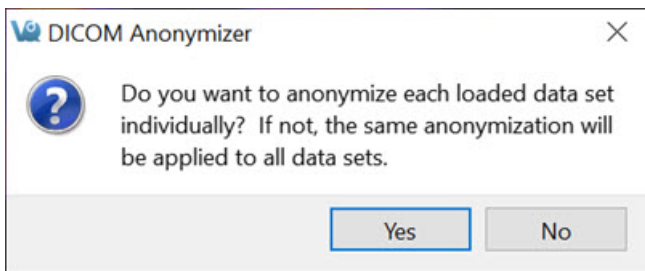 DICOM Anonymizer
Do you want to anonymize each loaded data set
individually? If not, the same anonymization will
be applied to all data sets.
Yes No